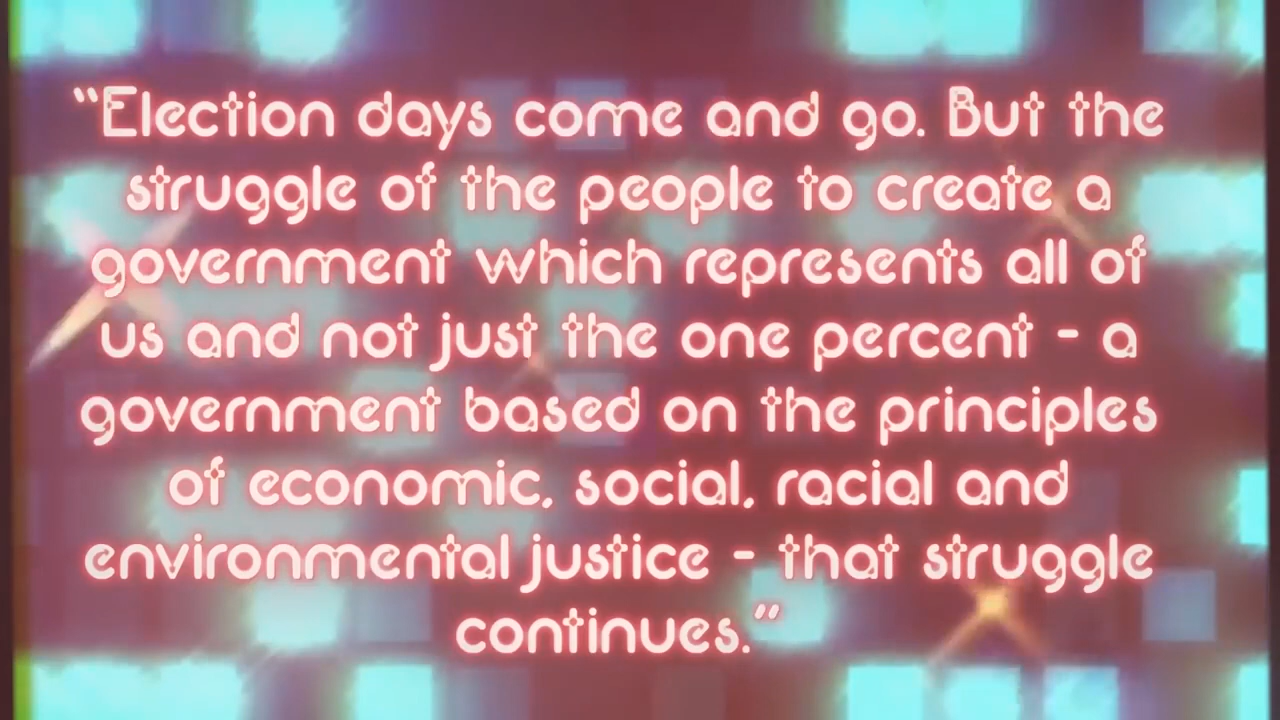 “Election days come and go. But the
struggle of the people to create a
government which represents all of
us and not just the one percent - a
government based on the principles
of economic, social, racial and
environmental justice - that struggle
continues.”